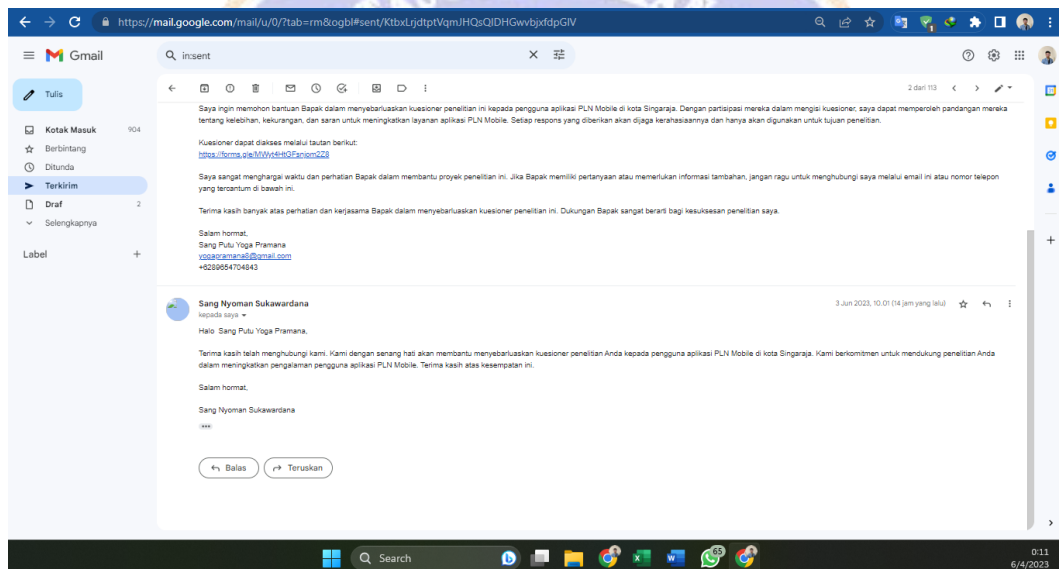 https://mail.google.com/mail/u/0/?tab=rm&ogbl#sent/KtbxLrjdtptVqmJHQsQIDHGwvbjxfdpGlV
Gmail
in:sent
Tulis
2 dari 113
Kotak Masuk 904
Berbintang
Ditunda
Terkirim
Draf 2
Selengkapnya
Label
Saya ingin memohon bantuan Bapak dalam menyebarluaskan kuesioner penelitian ini kepada pengguna aplikasi PLN Mobile di kota Singaraja. Dengan partisipasi mereka dalam mengisi kuesioner, saya dapat memperoleh pandangan mereka
tentang kelebihan, kekurangan, dan saran untuk meningkatkan layanan aplikasi PLN Mobile. Setiap respons yang diberikan akan dijaga kerahasiaannya dan hanya akan digunakan untuk tujuan penelitian.
Kuesioner dapat diakses melalui tautan berikut:
https://forms.gle/MWyt4HtGFsnjom2Z8
Saya sangat menghargai waktu dan perhatian Bapak dalam membantu proyek penelitian ini. Jika Bapak memiliki pertanyaan atau memerlukan informasi tambahan, jangan ragu untuk menghubungi saya melalui email ini atau nomor telepon
yang tercantum di bawah ini.
Terima kasih banyak atas perhatian dan kerjasama Bapak dalam menyebarluaskan kuesioner penelitian ini. Dukungan Bapak sangat berarti bagi kesuksesan penelitian saya.
Salam hormat,
Sang Putu Yoga Pramana
yogapramana8@gmail.com
+6289654704843
Sang Nyoman Sukawardana
3 Jun 2023, 10.01 (14 jam yang lalu)
kepada saya
Halo Sang Putu Yoga Pramana,
Terima kasih telah menghubungi kami. Kami dengan senang hati akan membantu menyebarluaskan kuesioner penelitian Anda kepada pengguna aplikasi PLN Mobile di kota Singaraja. Kami berkomitmen untuk mendukung penelitian Anda
dalam meningkatkan pengalaman pengguna aplikasi PLN Mobile. Terima kasih atas kesempatan ini.
Salam hormat,
Sang Nyoman Sukawardana
Balas
Teruskan
Search
65
0:11
6/4/2023